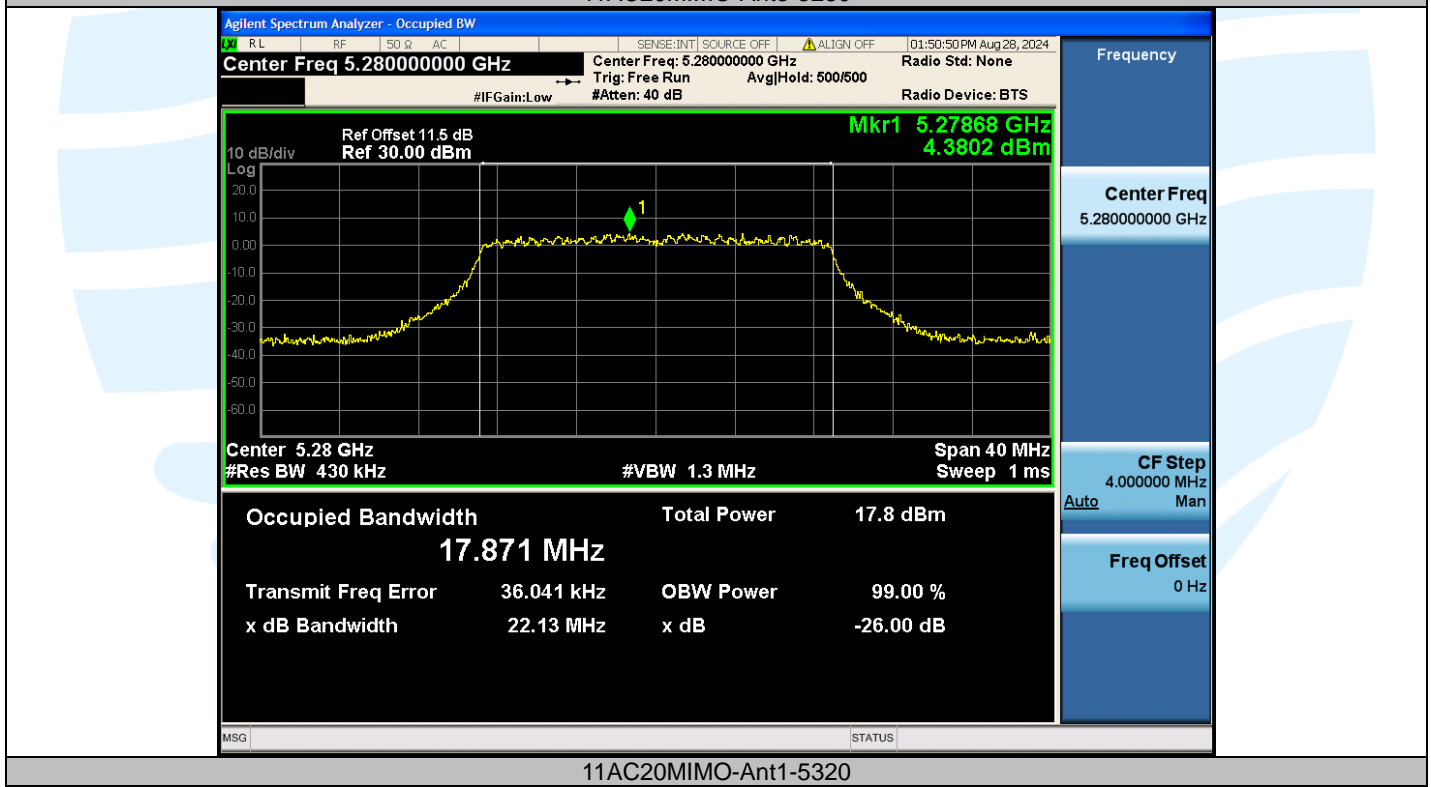 Agilent Spectrum Analyzer - Occupied BW
LXI RL RF 50 Ω AC SENSE:INT SOURCE OFF ALIGN OFF 01:50:50 PM Aug 28, 2024
Center Freq 5.280000000 GHz
Center Freq: 5.280000000 GHz Radio Std: None
Trig: Free Run Avg|Hold: 500/500
#IFGain:Low #Atten: 40 dB Radio Device: BTS
Ref Offset 11.5 dB
10 dB/div Ref 30.00 dBm
Mkr1 5.27868 GHz
4.3802 dBm
Log
20.0
10.0
0.00
-10.0
-20.0
-30.0
-40.0
-50.0
-60.0
1
Center 5.28 GHz Span 40 MHz
#Res BW 430 kHz #VBW 1.3 MHz Sweep 1 ms
Occupied Bandwidth Total Power 17.8 dBm
17.871 MHz
Transmit Freq Error 36.041 kHz OBW Power 99.00 %
x dB Bandwidth 22.13 MHz x dB -26.00 dB
MSG STATUS
Frequency
Center Freq
5.280000000 GHz
CF Step
4.000000 MHz
Auto Man
Freq Offset
0 Hz
11AC20MIMO-Ant1-5320